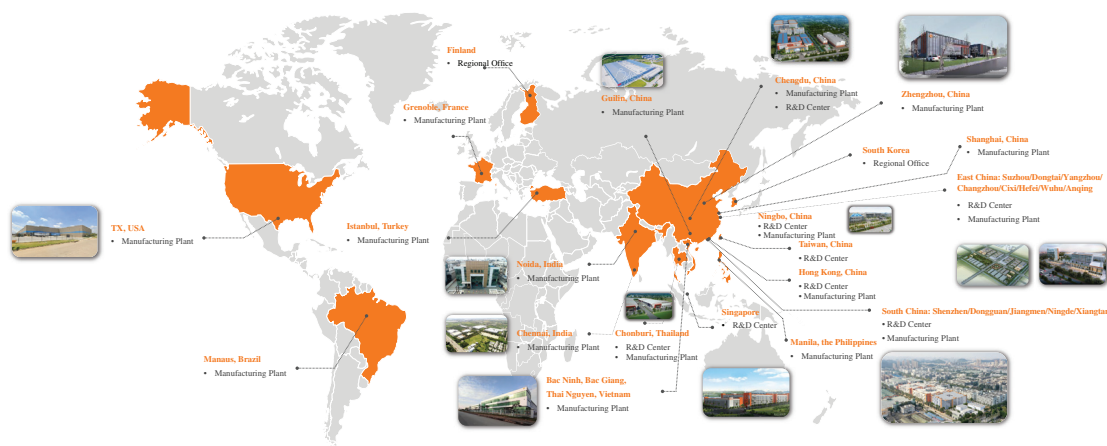 Finland
• Regional Office
Grenoble, France
• Manufacturing Plant
Guilin, China
• Manufacturing Plant
Chengdu, China
• Manufacturing Plant
• R&D Center
Zhengzhou, China
• Manufacturing Plant
South Korea
• Regional Office
Shanghai, China
• Manufacturing Plant
East China: Suzhou/Dongtai/Yangzhou/
Changzhou/Cixi/Hefei/Wuhu/Anqing
• R&D Center
• Manufacturing Plant
TX, USA
• Manufacturing Plant
Istanbul, Turkey
• Manufacturing Plant
Ningbo, China
• R&D Center
• Manufacturing Plant
Taiwan, China
• R&D Center
Noida, India
• Manufacturing Plant
Hong Kong, China
• R&D Center
• Manufacturing Plant
Chennai, India
• Manufacturing Plant
Chonburi, Thailand
• R&D Center
• Manufacturing Plant
Singapore
• R&D Center
South China: Shenzhen/Dongguan/Jiangmen/Ningde/Xiangtan
• R&D Center
• Manufacturing Plant
Manila, the Philippines
• Manufacturing Plant
Manaus, Brazil
• Manufacturing Plant
Bac Ninh, Bac Giang,
Thai Nguyen, Vietnam
• Manufacturing Plant